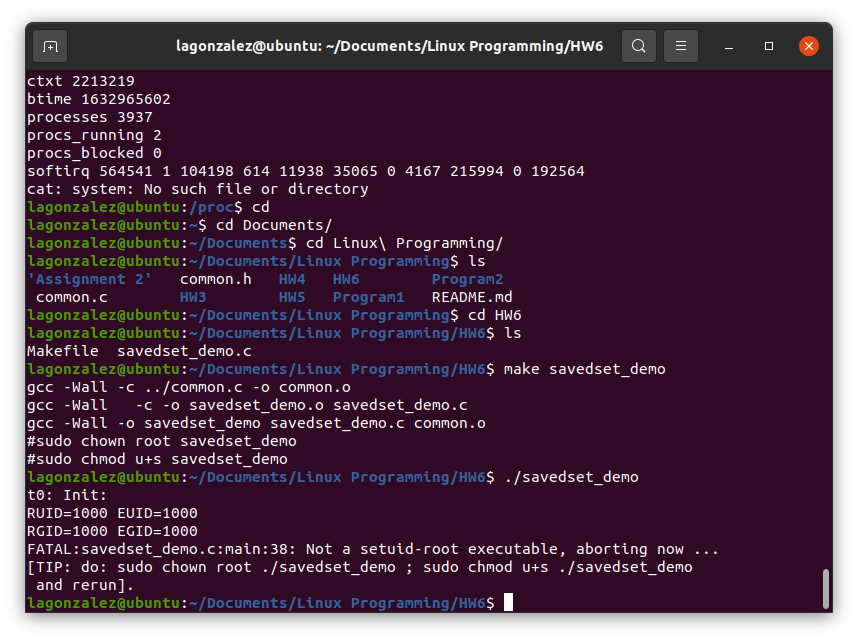 lagonzalez@ubuntu: ~/Documents/Linux Programming/HW6
ctxt 2213219
btime 1632965602
processes 3937
procs_running 2
procs_blocked 0
softirq 564541 1 104198 614 11938 35065 0 4167 215994 0 192564
cat: system: No such file or directory
lagonzalez@ubuntu:/proc$ cd
lagonzalez@ubuntu:~$ cd Documents/
lagonzalez@ubuntu:~/Documents$ cd Linux\ Programming/
lagonzalez@ubuntu:~/Documents/Linux Programming$ ls
'Assignment 2'   common.h   HW4   HW6        Program2
 common.c        HW3        HW5   Program1   README.md
lagonzalez@ubuntu:~/Documents/Linux Programming$ cd HW6
lagonzalez@ubuntu:~/Documents/Linux Programming/HW6$ ls
Makefile  savedset_demo.c
lagonzalez@ubuntu:~/Documents/Linux Programming/HW6$ make savedset_demo
gcc -Wall -c ../common.c -o common.o
gcc -Wall   -c -o savedset_demo.o savedset_demo.c
gcc -Wall -o savedset_demo savedset_demo.c common.o
#sudo chown root savedset_demo
#sudo chmod u+s savedset_demo
lagonzalez@ubuntu:~/Documents/Linux Programming/HW6$ ./savedset_demo
t0: Init:
RUID=1000 EUID=1000
RGID=1000 EGID=1000
FATAL:savedset_demo.c:main:38: Not a setuid-root executable, aborting now ...
[TIP: do: sudo chown root ./savedset_demo ; sudo chmod u+s ./savedset_demo
 and rerun].
lagonzalez@ubuntu:~/Documents/Linux Programming/HW6$